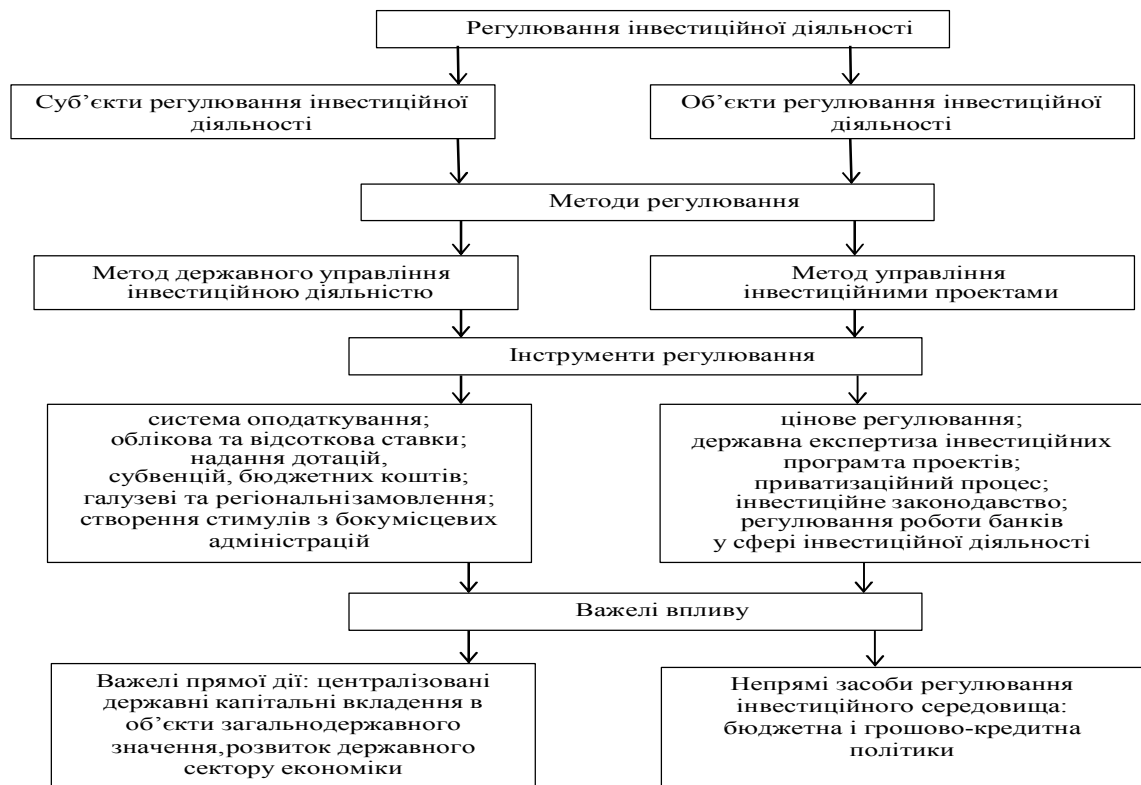 Регулювання інвестиційної діяльності
Суб’єкти регулювання інвестиційної
діяльності
Об’єкти регулювання інвестиційної
діяльності
Методи регулювання
Метод державного управління
інвестиційною діяльністю
Метод управління
інвестиційними проектами
Інструменти регулювання
система оподаткування;
облікова та відсоткова ставки;
надання дотацій,
субвенцій, бюджетних коштів;
галузеві та регіональнізамовлення;
створення стимулів з бокумісцевих
адміністрацій
цінове регулювання;
державна експертиза інвестиційних
програмта проектів;
приватизаційний процес;
інвестиційне законодавство;
регулювання роботи банків
у сфері інвестиційної діяльності
Важелі впливу
Важелі прямої дії: централізовані
державні капітальні вкладення в
об’єкти загальнодержавного
значення,розвиток державного
сектору економіки
Непрямі засоби регулювання
інвестиційного середовища:
бюджетна і грошово-кредитна
політики